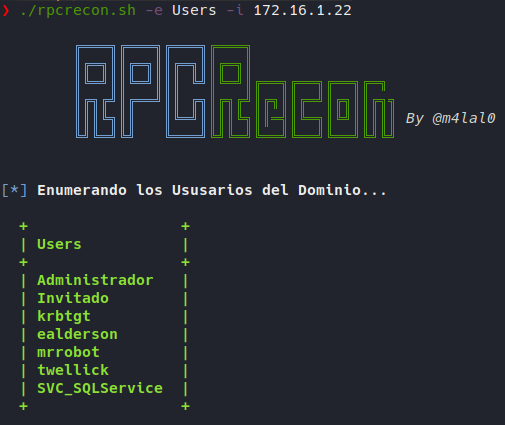 ❯ ./rpcrecon.sh -e Users -i 172.16.1.22
RPCRecon By @m4lal0
[*] Enumerando los Ususarios del Dominio...
+ +
| Users |
+ +
| Administrador |
| Invitado |
| krbtgt |
| ealderson |
| mrrobot |
| twellick |
| SVC_SQLService |
+ +